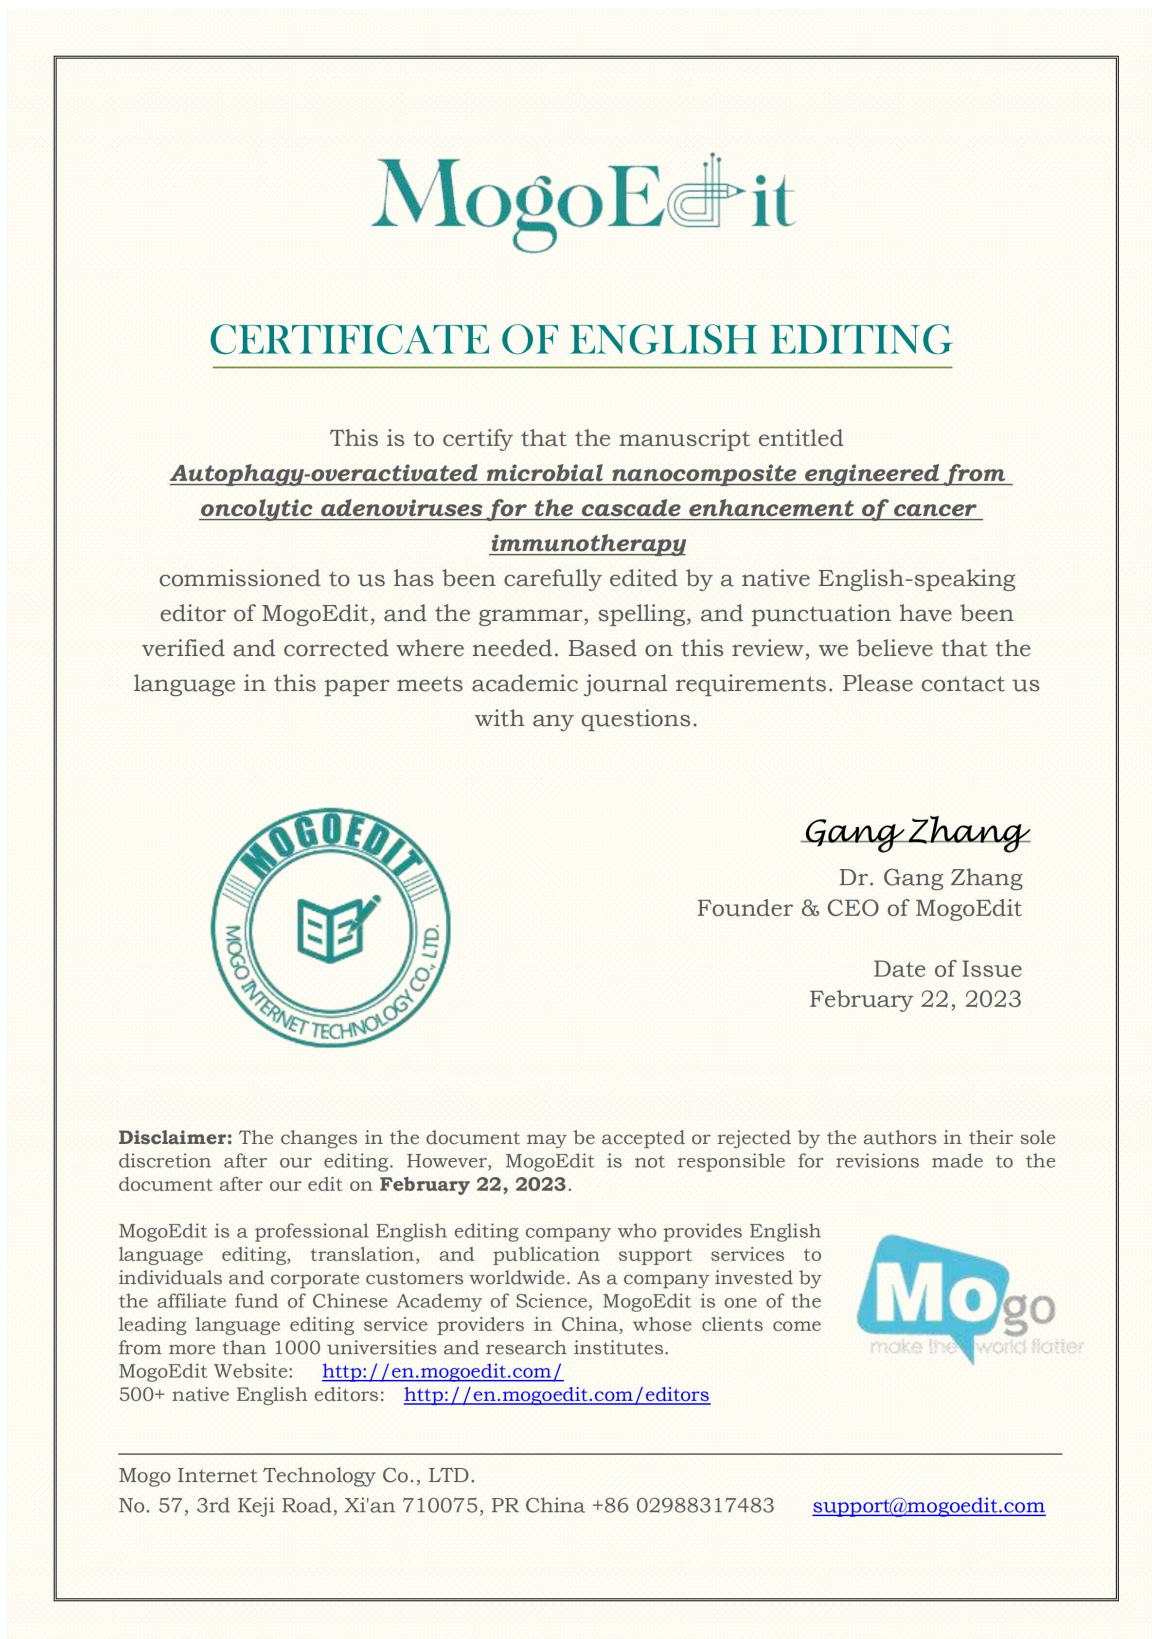 MogoEdit
CERTIFICATE OF ENGLISH EDITING
This is to certify that the manuscript entitled
Autophagy-overactivated microbial nanocomposite engineered from
oncolytic adenoviruses for the cascade enhancement of cancer
immunotherapy
commissioned to us has been carefully edited by a native English-speaking
editor of MogoEdit, and the grammar, spelling, and punctuation have been
verified and corrected where needed. Based on this review, we believe that the
language in this paper meets academic journal requirements. Please contact us
with any questions.
MOGOEDIT
MOGO INTERNET TECHNOLOGY CO., LTD.
Gang Zhang
Dr. Gang Zhang
Founder & CEO of MogoEdit
Date of Issue
February 22, 2023
Disclaimer: The changes in the document may be accepted or rejected by the authors in their sole
discretion after our editing. However, MogoEdit is not responsible for revisions made to the
document after our edit on February 22, 2023.
MogoEdit is a professional English editing company who provides English
language editing, translation, and publication support services to
individuals and corporate customers worldwide. As a company invested by
the affiliate fund of Chinese Academy of Science, MogoEdit is one of the
leading language editing service providers in China, whose clients come
from more than 1000 universities and research institutes.
MogoEdit Website: http://en.mogoedit.com/
500+ native English editors: http://en.mogoedit.com/editors
Mogo
make the world flatter
Mogo Internet Technology Co., LTD.
No. 57, 3rd Keji Road, Xi'an 710075, PR China +86 02988317483 support@mogoedit.com